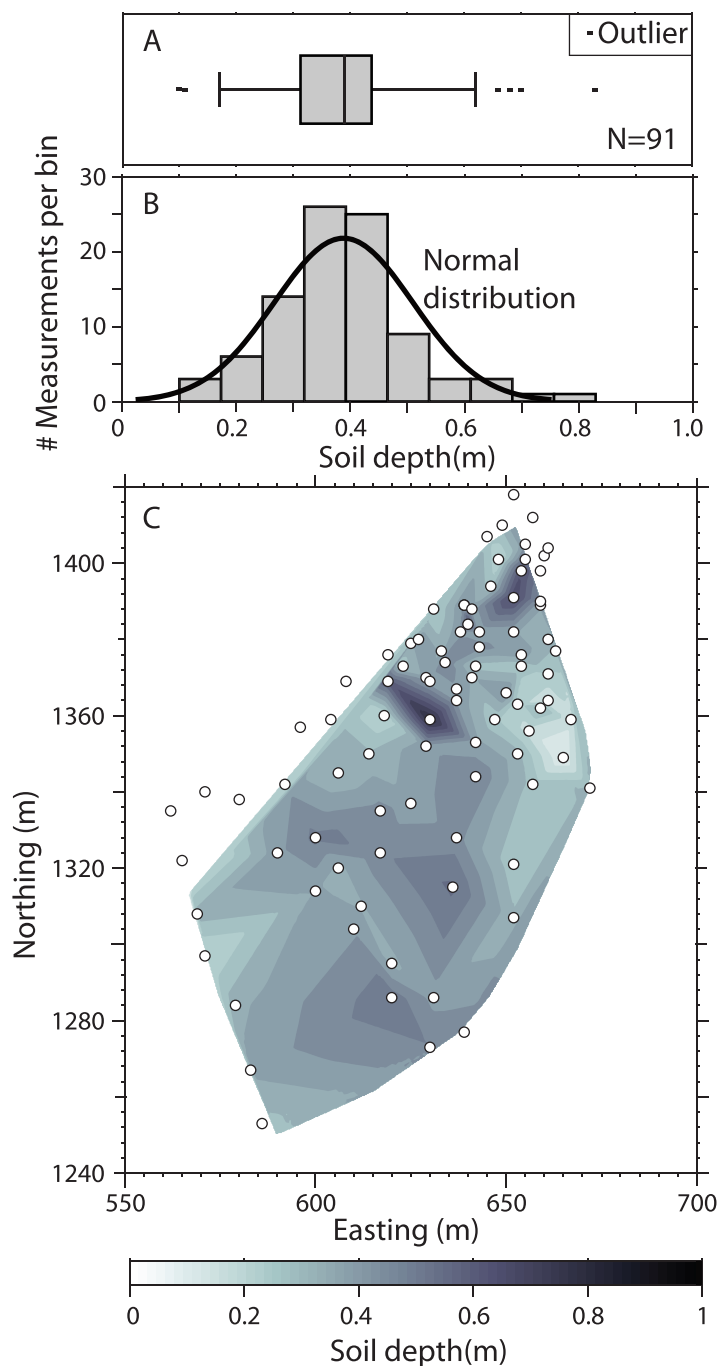 A
-Outlier
N=91
# Measurements per bin
30
20
10
0
B
Normal
distribution
0 0.2 0.4 0.6 0.8 1.0
Soil depth(m)
C
Northing (m)
1400
1360
1320
1280
1240
550 600 650 700
Easting (m)
0 0.2 0.4 0.6 0.8 1
Soil depth(m)